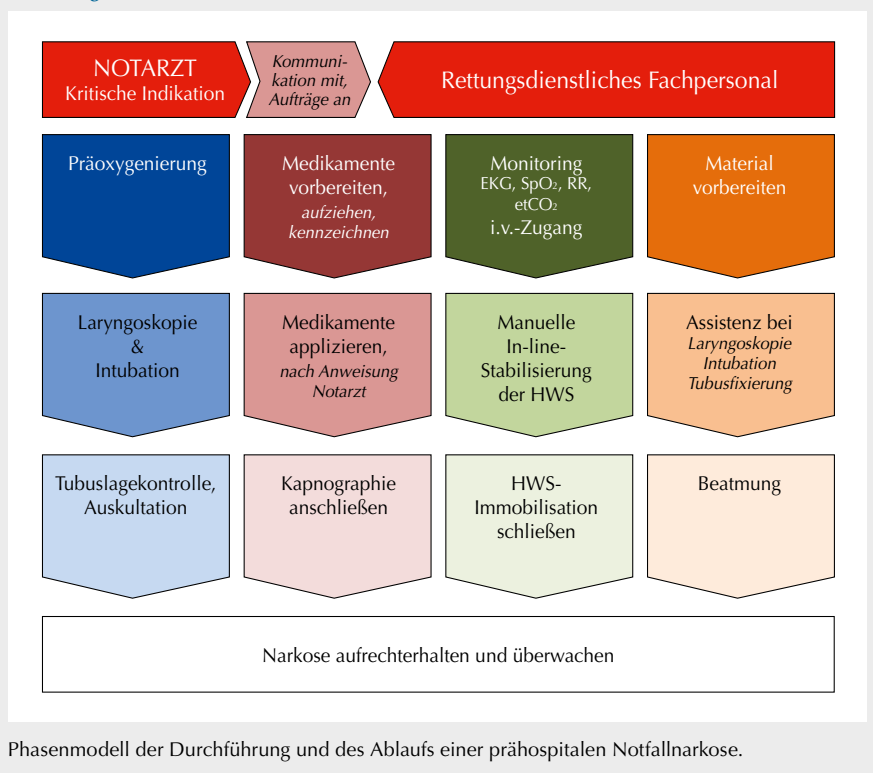 NOTARZT
Kritische Indikation
Kommuni-
kation mit,
Aufträge an
Rettungsdienstliches Fachpersonal
Präoxygenierung
Medikamente
vorbereiten,
aufziehen,
kennzeichnen
Monitoring
EKG, SpO₂, RR,
etCO₂
i.v.-Zugang
Material
vorbereiten
Laryngoskopie
&
Intubation
Medikamente
applizieren,
nach Anweisung
Notarzt
Manuelle
In-line-
Stabilisierung
der HWS
Assistenz bei
Laryngoskopie
Intubation
Tubusfixierung
Tubuslagekontrolle,
Auskultation
Kapnographie
anschließen
HWS-
Immobilisation
schließen
Beatmung
Narkose aufrechterhalten und überwachen
Phasenmodell der Durchführung und des Ablaufs einer prähospitalen Notfallnarkose.